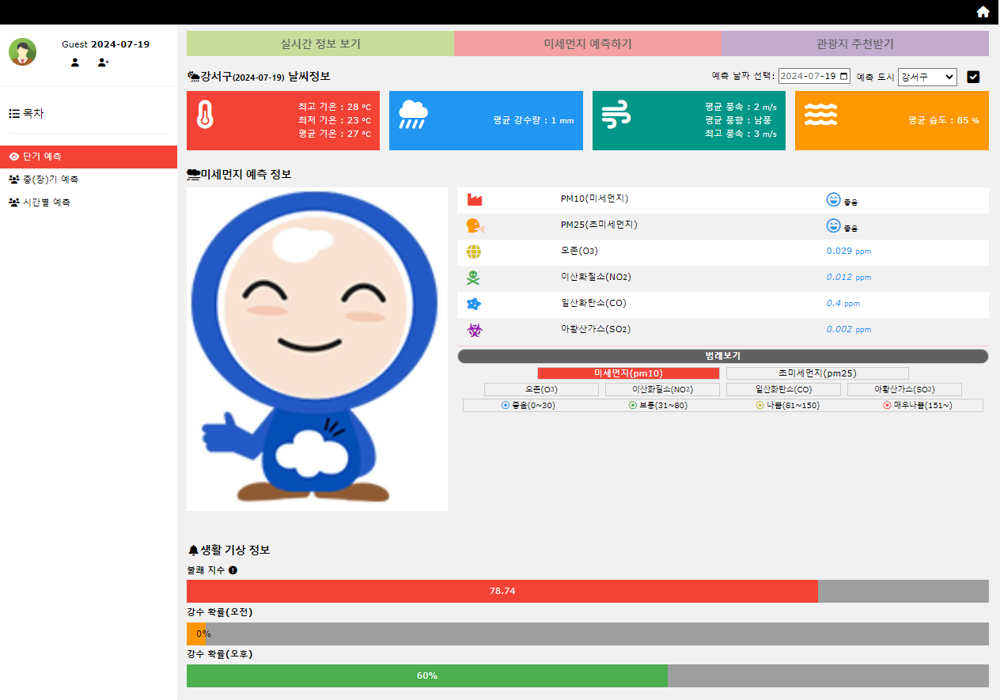 Guest 2024-07-19
목차
단기 예측
중(장)기 예측
시간별 예측
실시간 정보 보기
미세먼지 예측하기
관광지 추천받기
강서구(2024-07-19) 날씨정보
예측 날짜 선택: 2024-07-19 예측 도시 강서구
최고 기온 : 28 °C
최저 기온 : 23 °C
평균 기온 : 27 °C
평균 강수량 : 1 mm
평균 풍속 : 2 m/s
평균 풍향 : 남풍
최고 풍속 : 3 m/s
평균 습도 : 85 %
미세먼지 예측 정보
PM10(미세먼지) 좋음
PM25(초미세먼지) 좋음
오존(O3) 0.029 ppm
이산화질소(NO2) 0.012 ppm
일산화탄소(CO) 0.4 ppm
아황산가스(SO2) 0.002 ppm
범례보기
미세먼지(pm10) 초미세먼지(pm25)
오존(O3) 이산화질소(NO2) 일산화탄소(CO) 아황산가스(SO2)
좋음(0~30) 보통(31~80) 나쁨(81~150) 매우나쁨(151~)
생활 기상 정보
불쾌 지수
78.74
강수 확률(오전)
0%
강수 확률(오후)
60%